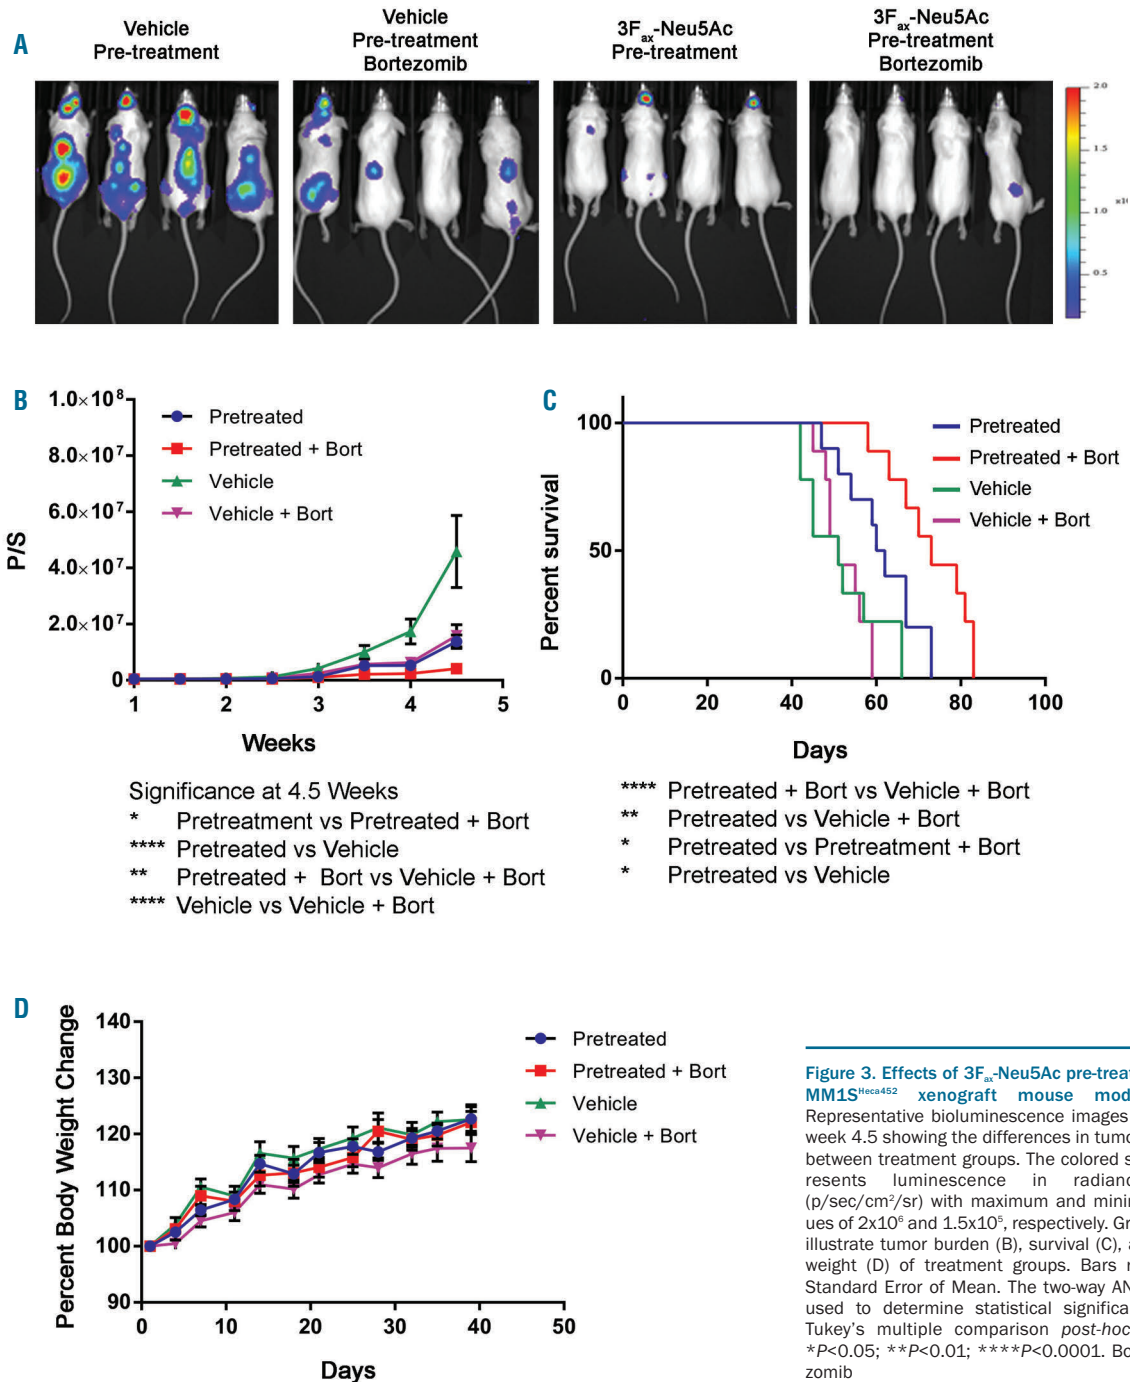 A
Vehicle
Pre-treatment
Vehicle
Pre-treatment
Bortezomib
3Fax-Neu5Ac
Pre-treatment
3Fax-Neu5Ac
Pre-treatment
Bortezomib
2.0
1.5
1.0
x10
0.5
B
1.0×10⁸
8.0×10⁷
6.0×10⁷
4.0×10⁷
2.0×10⁷
0
P/S
Pretreated
Pretreated + Bort
Vehicle
Vehicle + Bort
1 2 3 4 5
Weeks
Significance at 4.5 Weeks
* Pretreatment vs Pretreated + Bort
**** Pretreated vs Vehicle
** Pretreated + Bort vs Vehicle + Bort
**** Vehicle vs Vehicle + Bort
C
100
50
0
Percent survival
Pretreated
Pretreated + Bort
Vehicle
Vehicle + Bort
0 20 40 60 80 100
Days
**** Pretreated + Bort vs Vehicle + Bort
** Pretreated vs Vehicle + Bort
* Pretreated vs Pretreatment + Bort
* Pretreated vs Vehicle
D
140
130
120
110
100
90
Percent Body Weight Change
Pretreated
Pretreated + Bort
Vehicle
Vehicle + Bort
0 10 20 30 40 50
Days
Figure 3. Effects of 3Fax-Neu5Ac pre-treat
MM1SHeca452 xenograft mouse mod
Representative bioluminescence images
week 4.5 showing the differences in tumo
between treatment groups. The colored s
resents luminescence in radianc
(p/sec/cm²/sr) with maximum and minin
ues of 2x10⁶ and 1.5x10⁵, respectively. Gr
illustrate tumor burden (B), survival (C), a
weight (D) of treatment groups. Bars r
Standard Error of Mean. The two-way AN
used to determine statistical significa
Tukey's multiple comparison post-hoc
*P<0.05; **P<0.01; ****P<0.0001. Bo
zomib